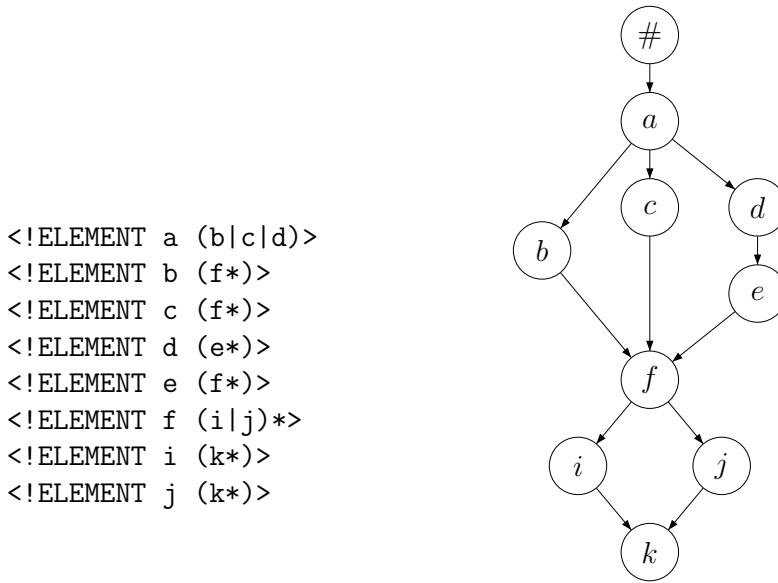 <!ELEMENT a (b|c|d)>
<!ELEMENT b (f*)>
<!ELEMENT c (f*)>
<!ELEMENT d (e*)>
<!ELEMENT e (f*)>
<!ELEMENT f (i|j)*>
<!ELEMENT i (k*)>
<!ELEMENT j (k*)>
#
a
c
d
b
e
f
i
j
k